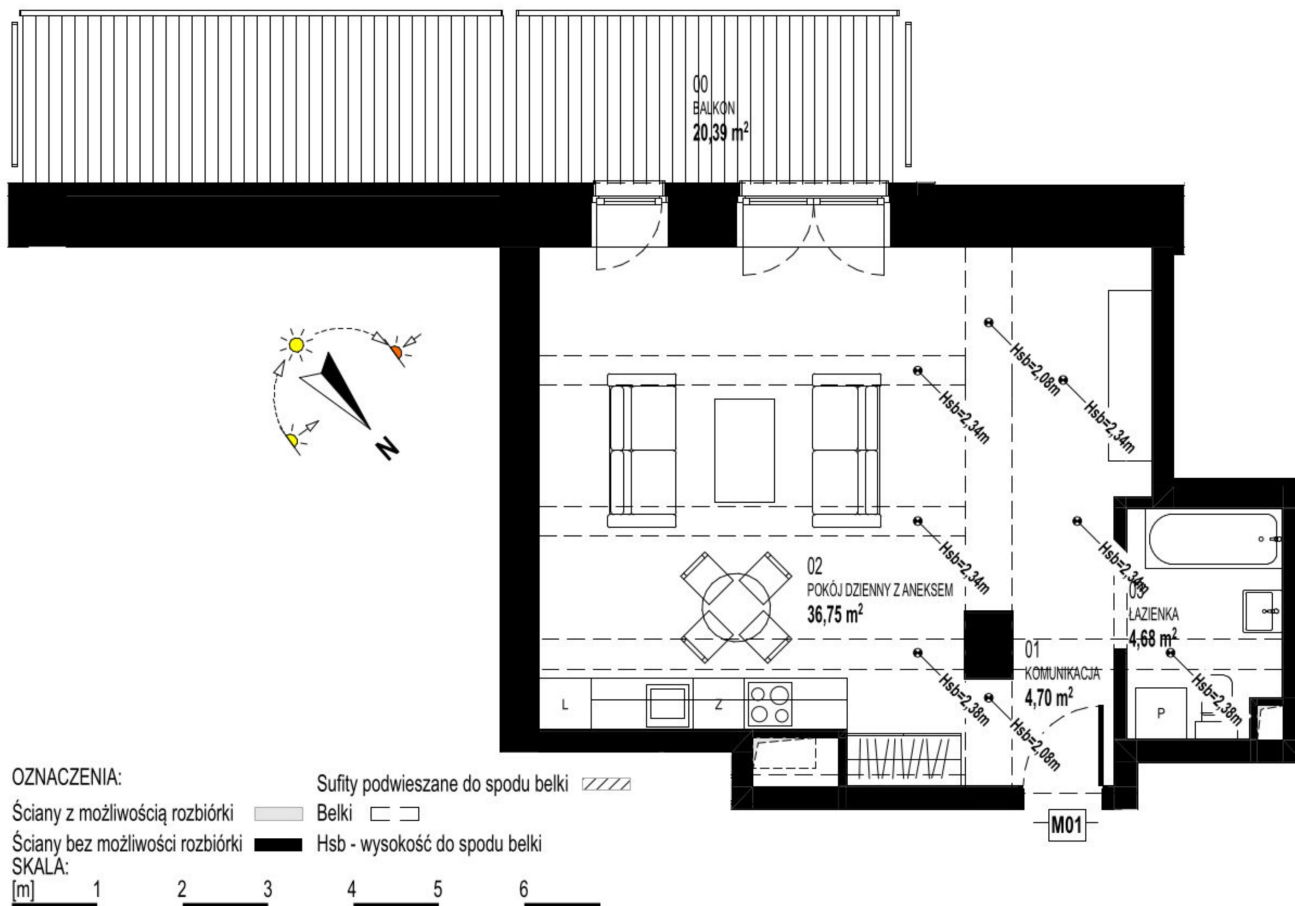 00
BALKON
20,39 m²
Hsb=2,08m
Hsb=2,34m
Hsb=2,34m
N
Hsb=2,34m
Hsb=2,34m
02
POKÓJ DZIENNY Z ANEKSEM
36,75 m²
03
ŁAZIENKA
4,68 m²
01
KOMUNIKACJA
4,70 m²
Hsb=2,38m
Hsb=2,08m
Hsb=2,38m
L
Z
P
M01
OZNACZENIA:
Sufity podwieszane do spodu belki
Ściany z możliwością rozbiórki
Belki
Ściany bez możliwości rozbiórki
Hsb - wysokość do spodu belki
SKALA:
[m] 1 2 3 4 5 6